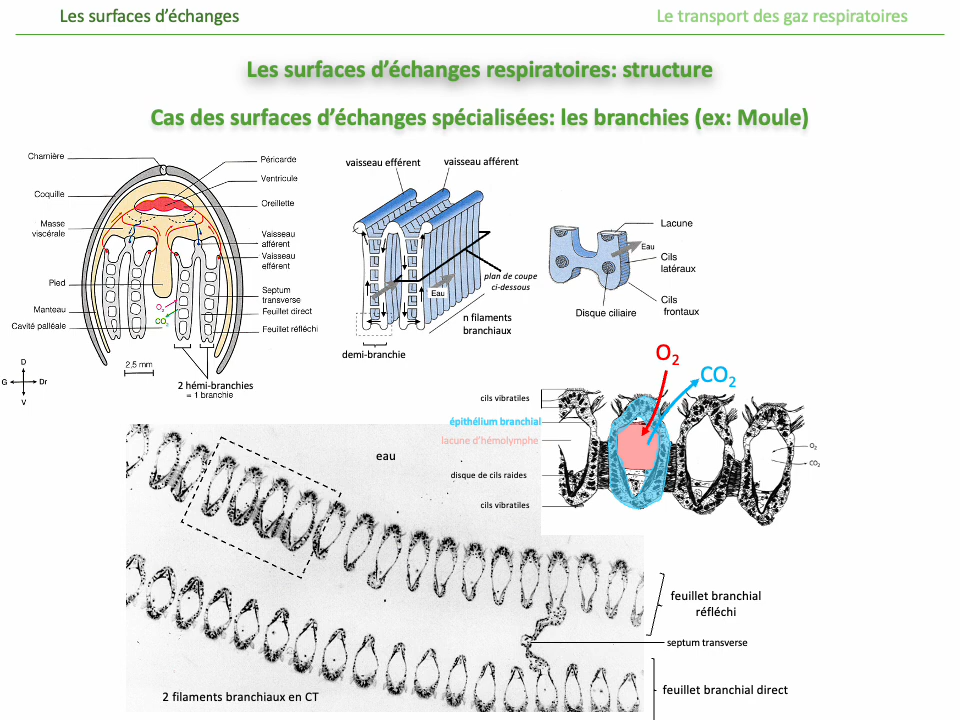 Les surfaces d’échanges
Le transport des gaz respiratoires
Les surfaces d’échanges respiratoires: structure
Cas des surfaces d’échanges spécialisées: les branchies (ex: Moule)
Charnière
Coquille
Masse
viscérale
Pied
Manteau
Cavité palléale
Péricarde
Ventricule
Oreillette
Vaisseau
afférent
Vaisseau
efférent
Septum
transverse
Feuillet direct
Feuillet réfléchi
O₂
CO₂
2,5 mm
2 hémi-branchies
= 1 branchie
D
G
Dr
V
vaisseau efférent
vaisseau afférent
plan de coupe
ci-dessous
Eau
n filaments
branchiaux
demi-branchie
Lacune
Eau
Cils
latéraux
Cils
frontaux
Disque ciliaire
O₂
CO₂
cils vibratiles
épithélium branchial
lacune d’hémolymphe
disque de cils raides
cils vibratiles
O₂
CO₂
eau
feuillet branchial
réfléchi
septum transverse
feuillet branchial direct
2 filaments branchiaux en CT